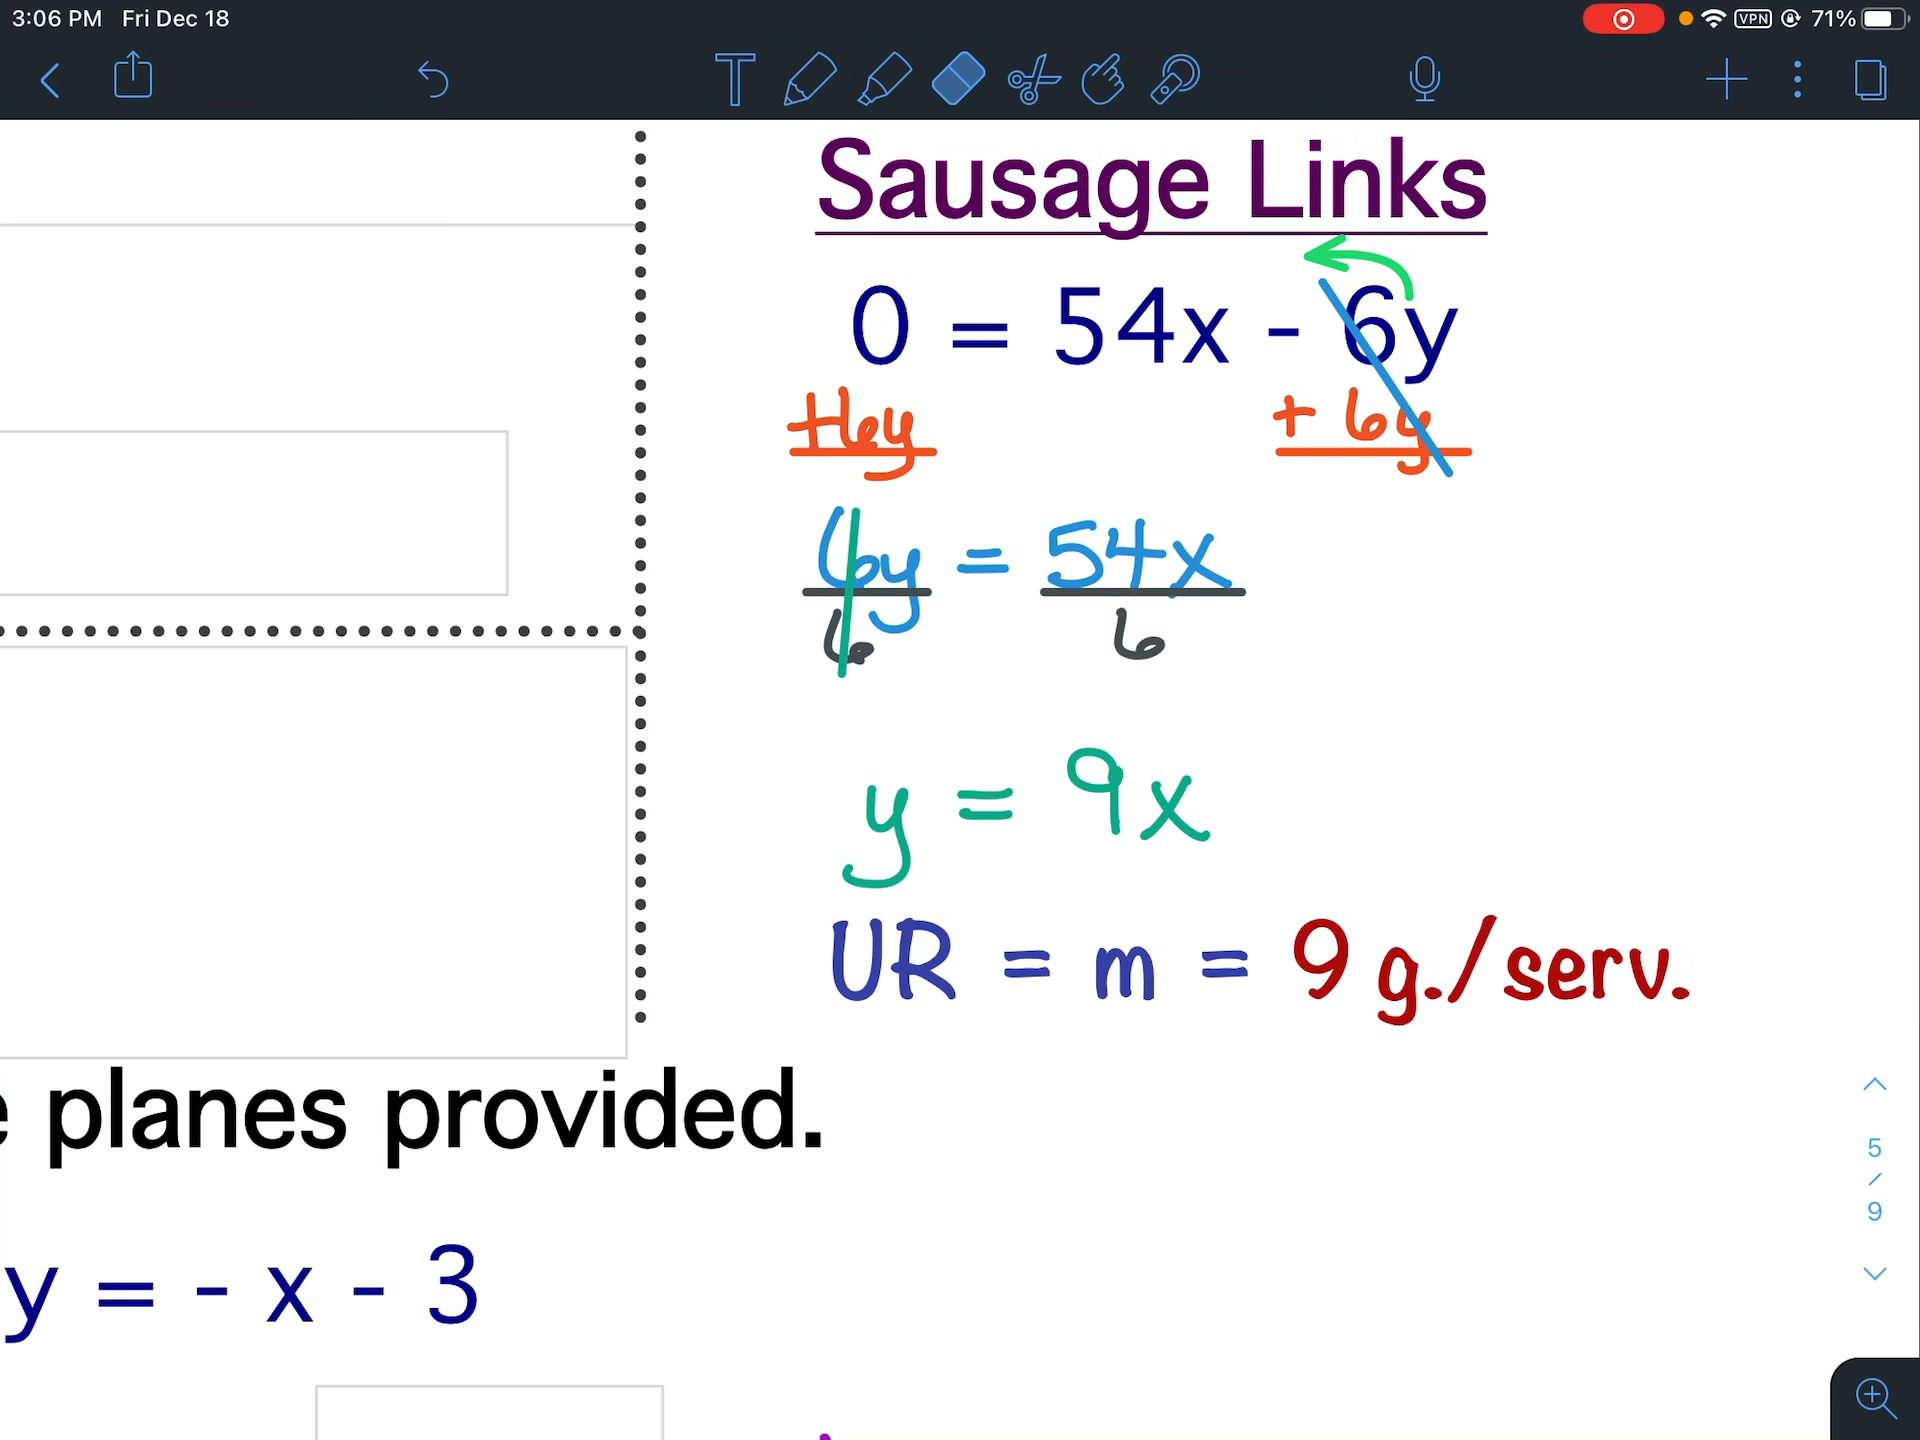 3:06 PM Fri Dec 18
VPN 71%
T
Sausage Links
0 = 54x - 6y
+6y + 6y
6y = 54x
6 6
y = 9x
UR = m = 9 g./serv.
planes provided.
y = - x - 3
5
/
9